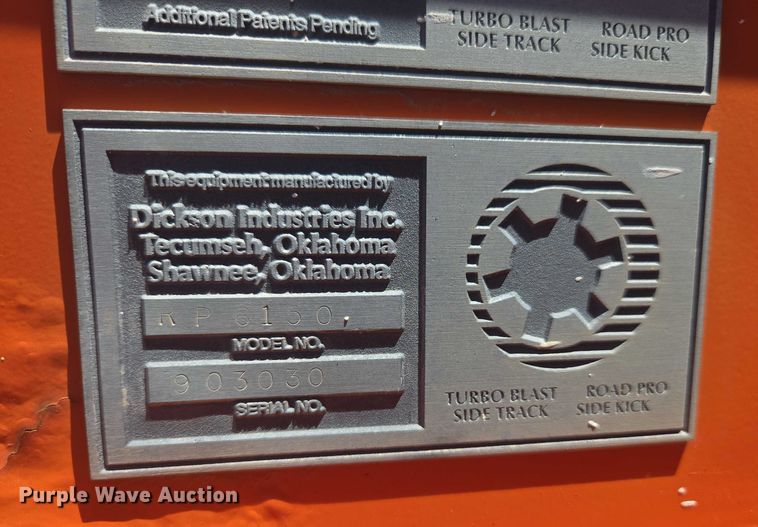 Additional Patents Pending
TURBO BLAST ROAD PRO
SIDE TRACK SIDE KICK
This equipment manufactured by
Dickson Industries Inc.
Tecumseh, Oklahoma
Shawnee, Oklahoma
RP6150
MODEL NO.
903030
SERIAL NO.
TURBO BLAST ROAD PRO
SIDE TRACK SIDE KICK
Purple Wave Auction